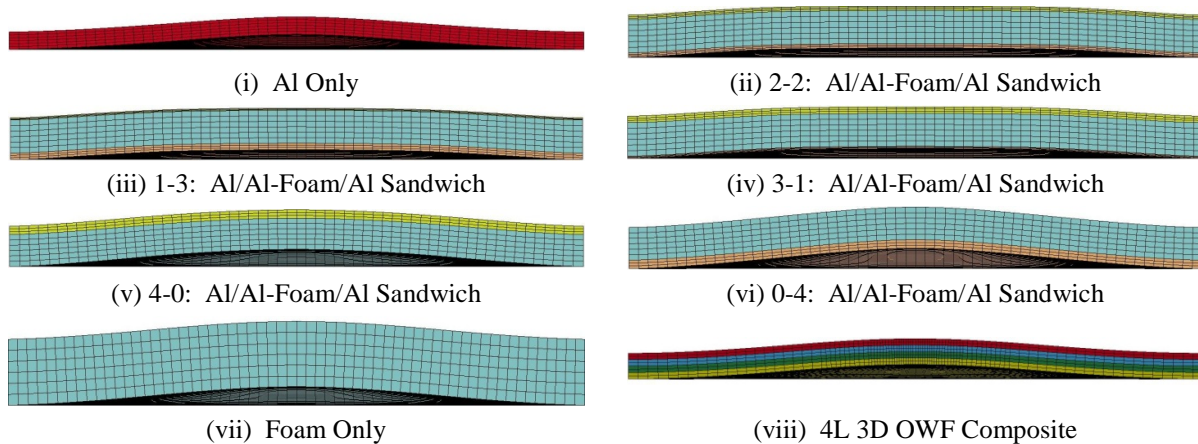 (i) Al Only
(ii) 2-2: Al/Al-Foam/Al Sandwich
(iii) 1-3: Al/Al-Foam/Al Sandwich
(iv) 3-1: Al/Al-Foam/Al Sandwich
(v) 4-0: Al/Al-Foam/Al Sandwich
(vi) 0-4: Al/Al-Foam/Al Sandwich
(vii) Foam Only
(viii) 4L 3D OWF Composite